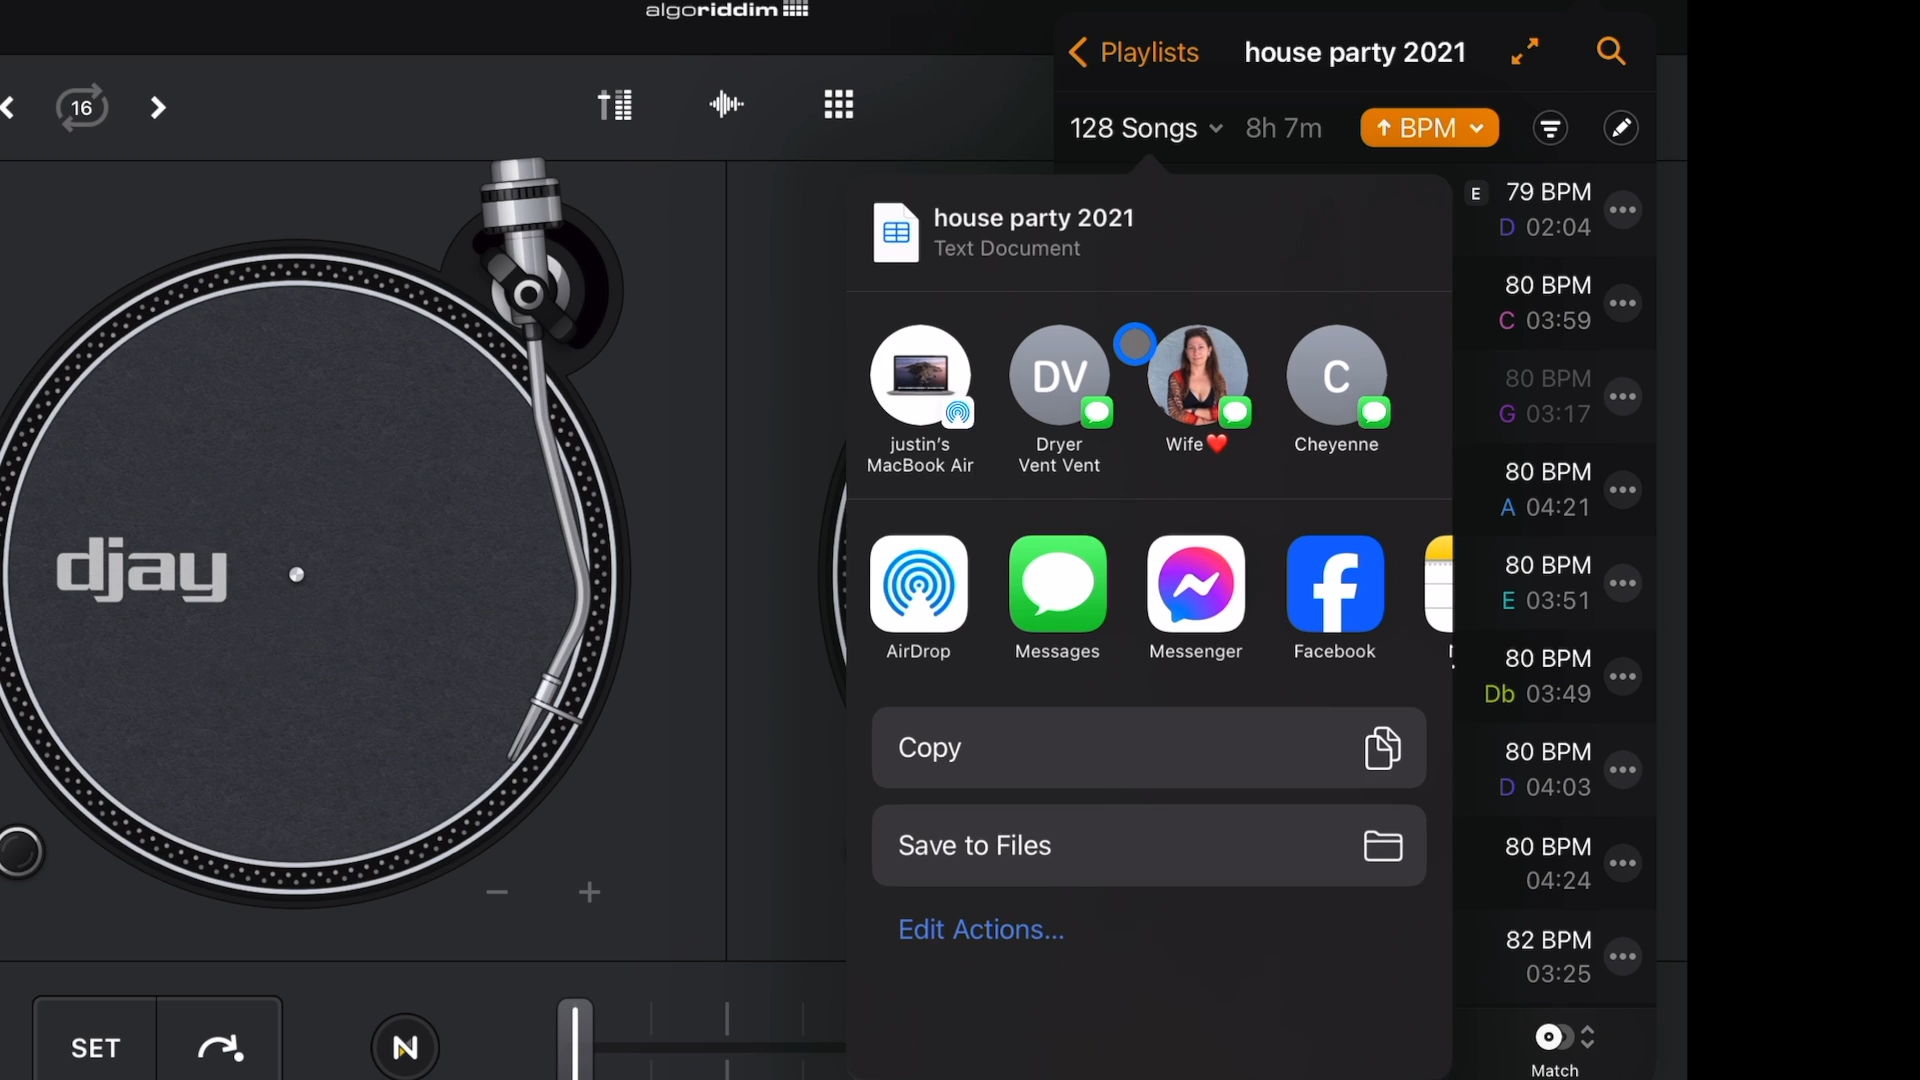 algoriddim
Playlists
house party 2021
16
128 Songs
8h 7m
BPM
house party 2021
Text Document
E 79 BPM
D 02:04
80 BPM
C 03:59
80 BPM
G 03:17
DV
C
justin's
MacBook Air
Dryer
Vent Vent
Wife❤️
Cheyenne
80 BPM
A 04:21
djay
80 BPM
E 03:51
AirDrop
Messages
Messenger
Facebook
80 BPM
Db 03:49
Copy
80 BPM
D 04:03
Save to Files
80 BPM
04:24
Edit Actions...
82 BPM
03:25
SET
N
Match